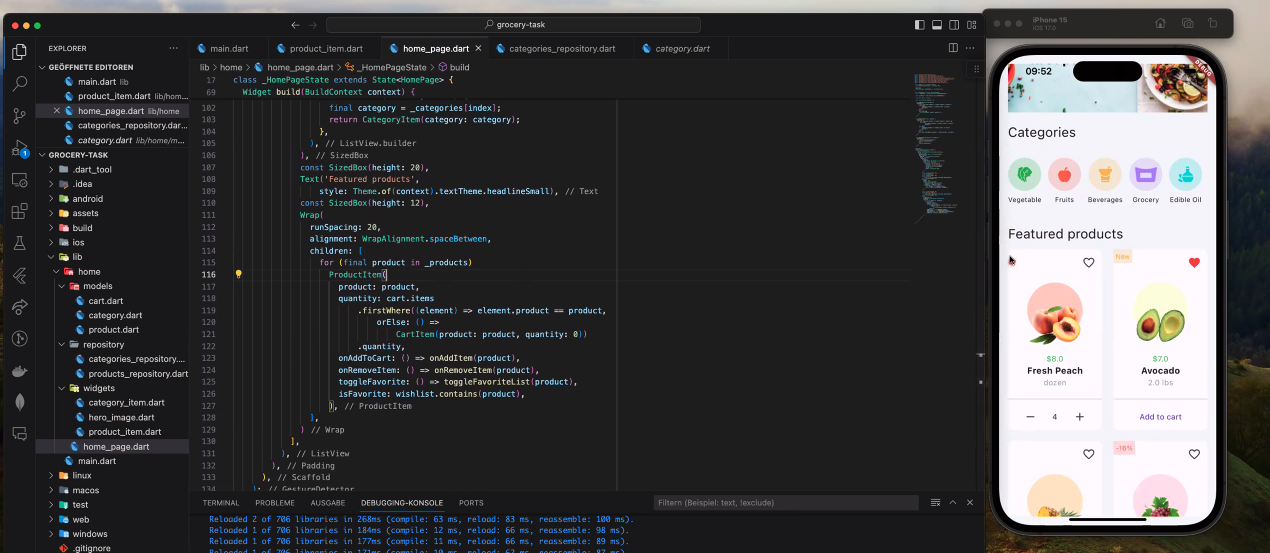 grocery-task
EXPLORER
GEÖFFNETE EDITOREN
main.dart lib
product_item.dart lib/hom...
home_page.dart lib/home
categories_repository.dar...
category.dart lib/home/m...
GROCERY-TASK
.dart_tool
.idea
android
assets
build
ios
lib
home
models
cart.dart
category.dart
product.dart
repository
categories_repository....
products_repository.dart
widgets
category_item.dart
hero_image.dart
product_item.dart
home_page.dart
main.dart
linux
macos
test
web
windows
.gitignore
main.dart
product_item.dart
home_page.dart
categories_repository.dart
category.dart
lib > home > home_page.dart > _HomePageState > build
17 class _HomePageState extends State<HomePage> {
69 Widget build(BuildContext context) {
102 final category = _categories[index];
103 return CategoryItem(category: category);
104 },
105 ), // ListView.builder
106 ), // SizedBox
107 const SizedBox(height: 20),
108 Text('Featured products',
109 style: Theme.of(context).textTheme.headlineSmall), // Text
110 const SizedBox(height: 12),
111 Wrap(
112 runSpacing: 20,
113 alignment: WrapAlignment.spaceBetween,
114 children: [
115 for (final product in _products)
116 ProductItem(
117 product: product,
118 quantity: cart.items
119 .firstWhere((element) => element.product == product,
120 orElse: () =>
121 CartItem(product: product, quantity: 0))
122 .quantity,
123 onAddToCart: () => onAddItem(product),
124 onRemoveItem: () => onRemoveItem(product),
125 toggleFavorite: () => toggleFavoriteList(product),
126 isFavorite: wishlist.contains(product),
127 ), // ProductItem
128 ],
129 ) // Wrap
130 ],
131 ), // ListView
132 ), // Padding
133 ), // Scaffold
134 ); // GestureDetector
TERMINAL PROBLEME AUSGABE DEBUGGING-KONSOLE PORTS
Filtern (Beispiel: text, !exclude)
Reloaded 2 of 706 libraries in 268ms (compile: 63 ms, reload: 83 ms, reassemble: 100 ms).
Reloaded 1 of 706 libraries in 184ms (compile: 12 ms, reload: 66 ms, reassemble: 98 ms).
Reloaded 1 of 706 libraries in 177ms (compile: 11 ms, reload: 66 ms, reassemble: 89 ms).
iPhone 15
iOS 17.0
09:52
DEBUG
Categories
Vegetable Fruits Beverages Grocery Edible Oil
Featured products
New
$8.0
Fresh Peach
dozen
4
$7.0
Avocado
2.0 lbs
Add to cart
-16%